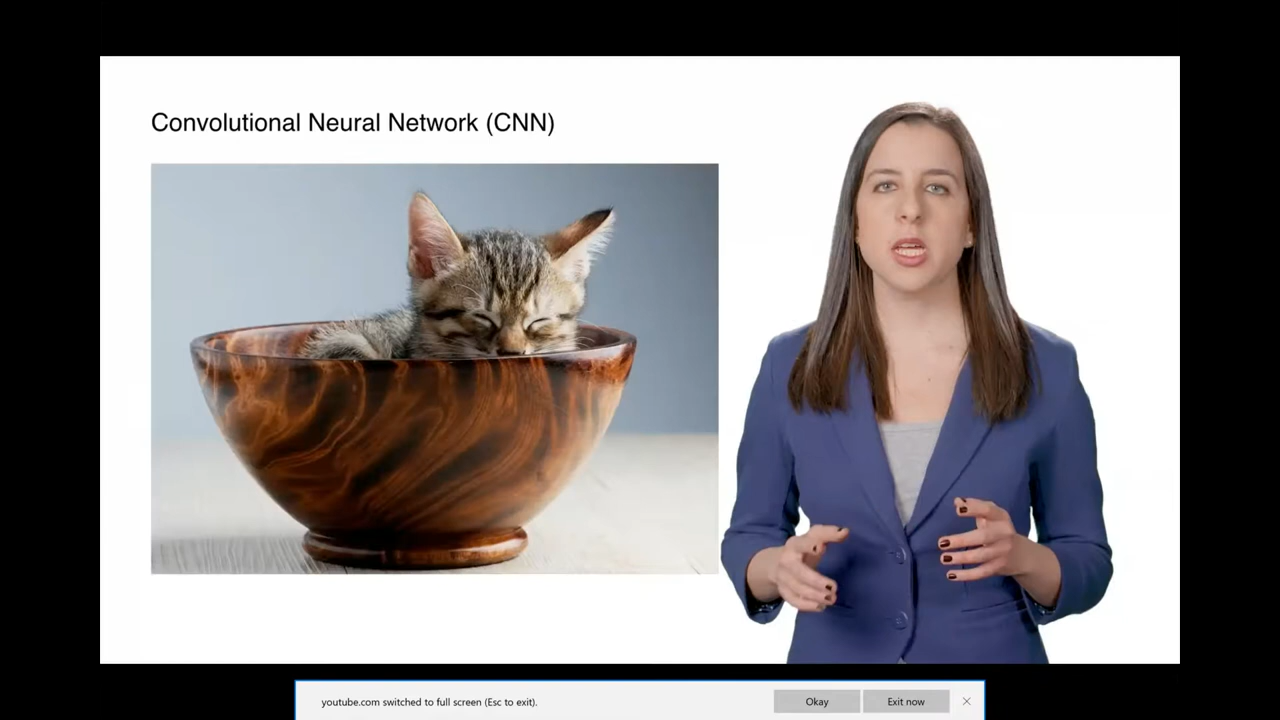 Convolutional Neural Network (CNN)
youtube.com switched to full screen (Esc to exit).
Okay
Exit now